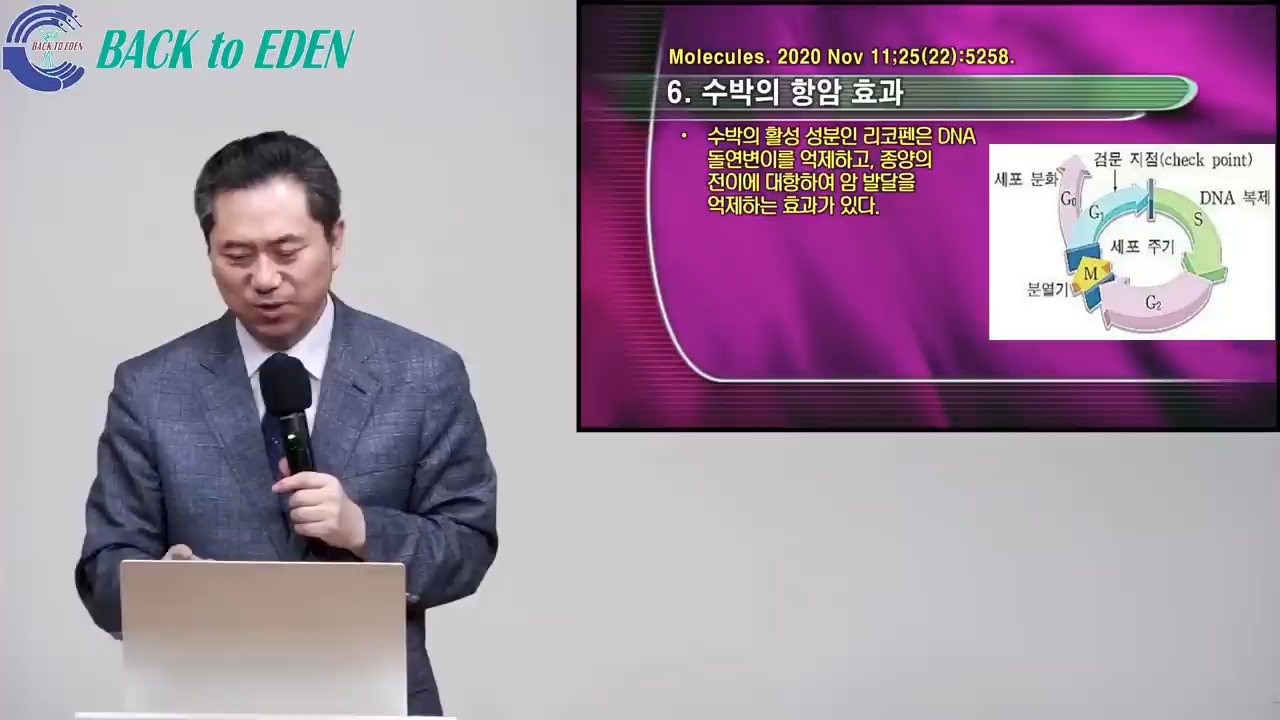 BACK TO EDEN
BACK to EDEN
Molecules. 2020 Nov 11;25(22):5258.
6. 수박의 항암 효과
• 수박의 활성 성분인 리코펜은 DNA
돌연변이를 억제하고, 종양의
전이에 대항하여 암 발달을
억제하는 효과가 있다.
검문 지점(check point)
세포 분화
G0
G1
DNA 복제
S
세포 주기
M
분열기
G2